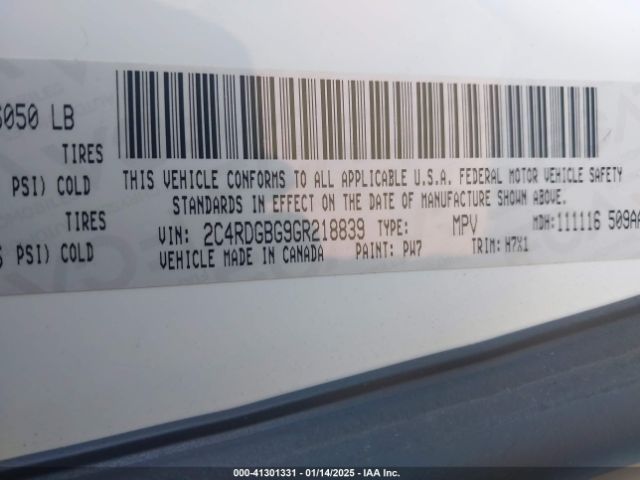 6050 LB
TIRES
PSI) COLD
TIRES
PSI) COLD
THIS VEHICLE CONFORMS TO ALL APPLICABLE U.S.A. FEDERAL MOTOR VEHICLE SAFETY
STANDARDS IN EFFECT ON THE DATE OF MANUFACTURE SHOWN ABOVE.
VIN: 2C4RDGBG9GR218839 TYPE: MPV MDH: 111116 509AA
VEHICLE MADE IN CANADA PAINT: PW7 TRIM: H7X1
000-41301331 - 01/14/2025 - IAA Inc.